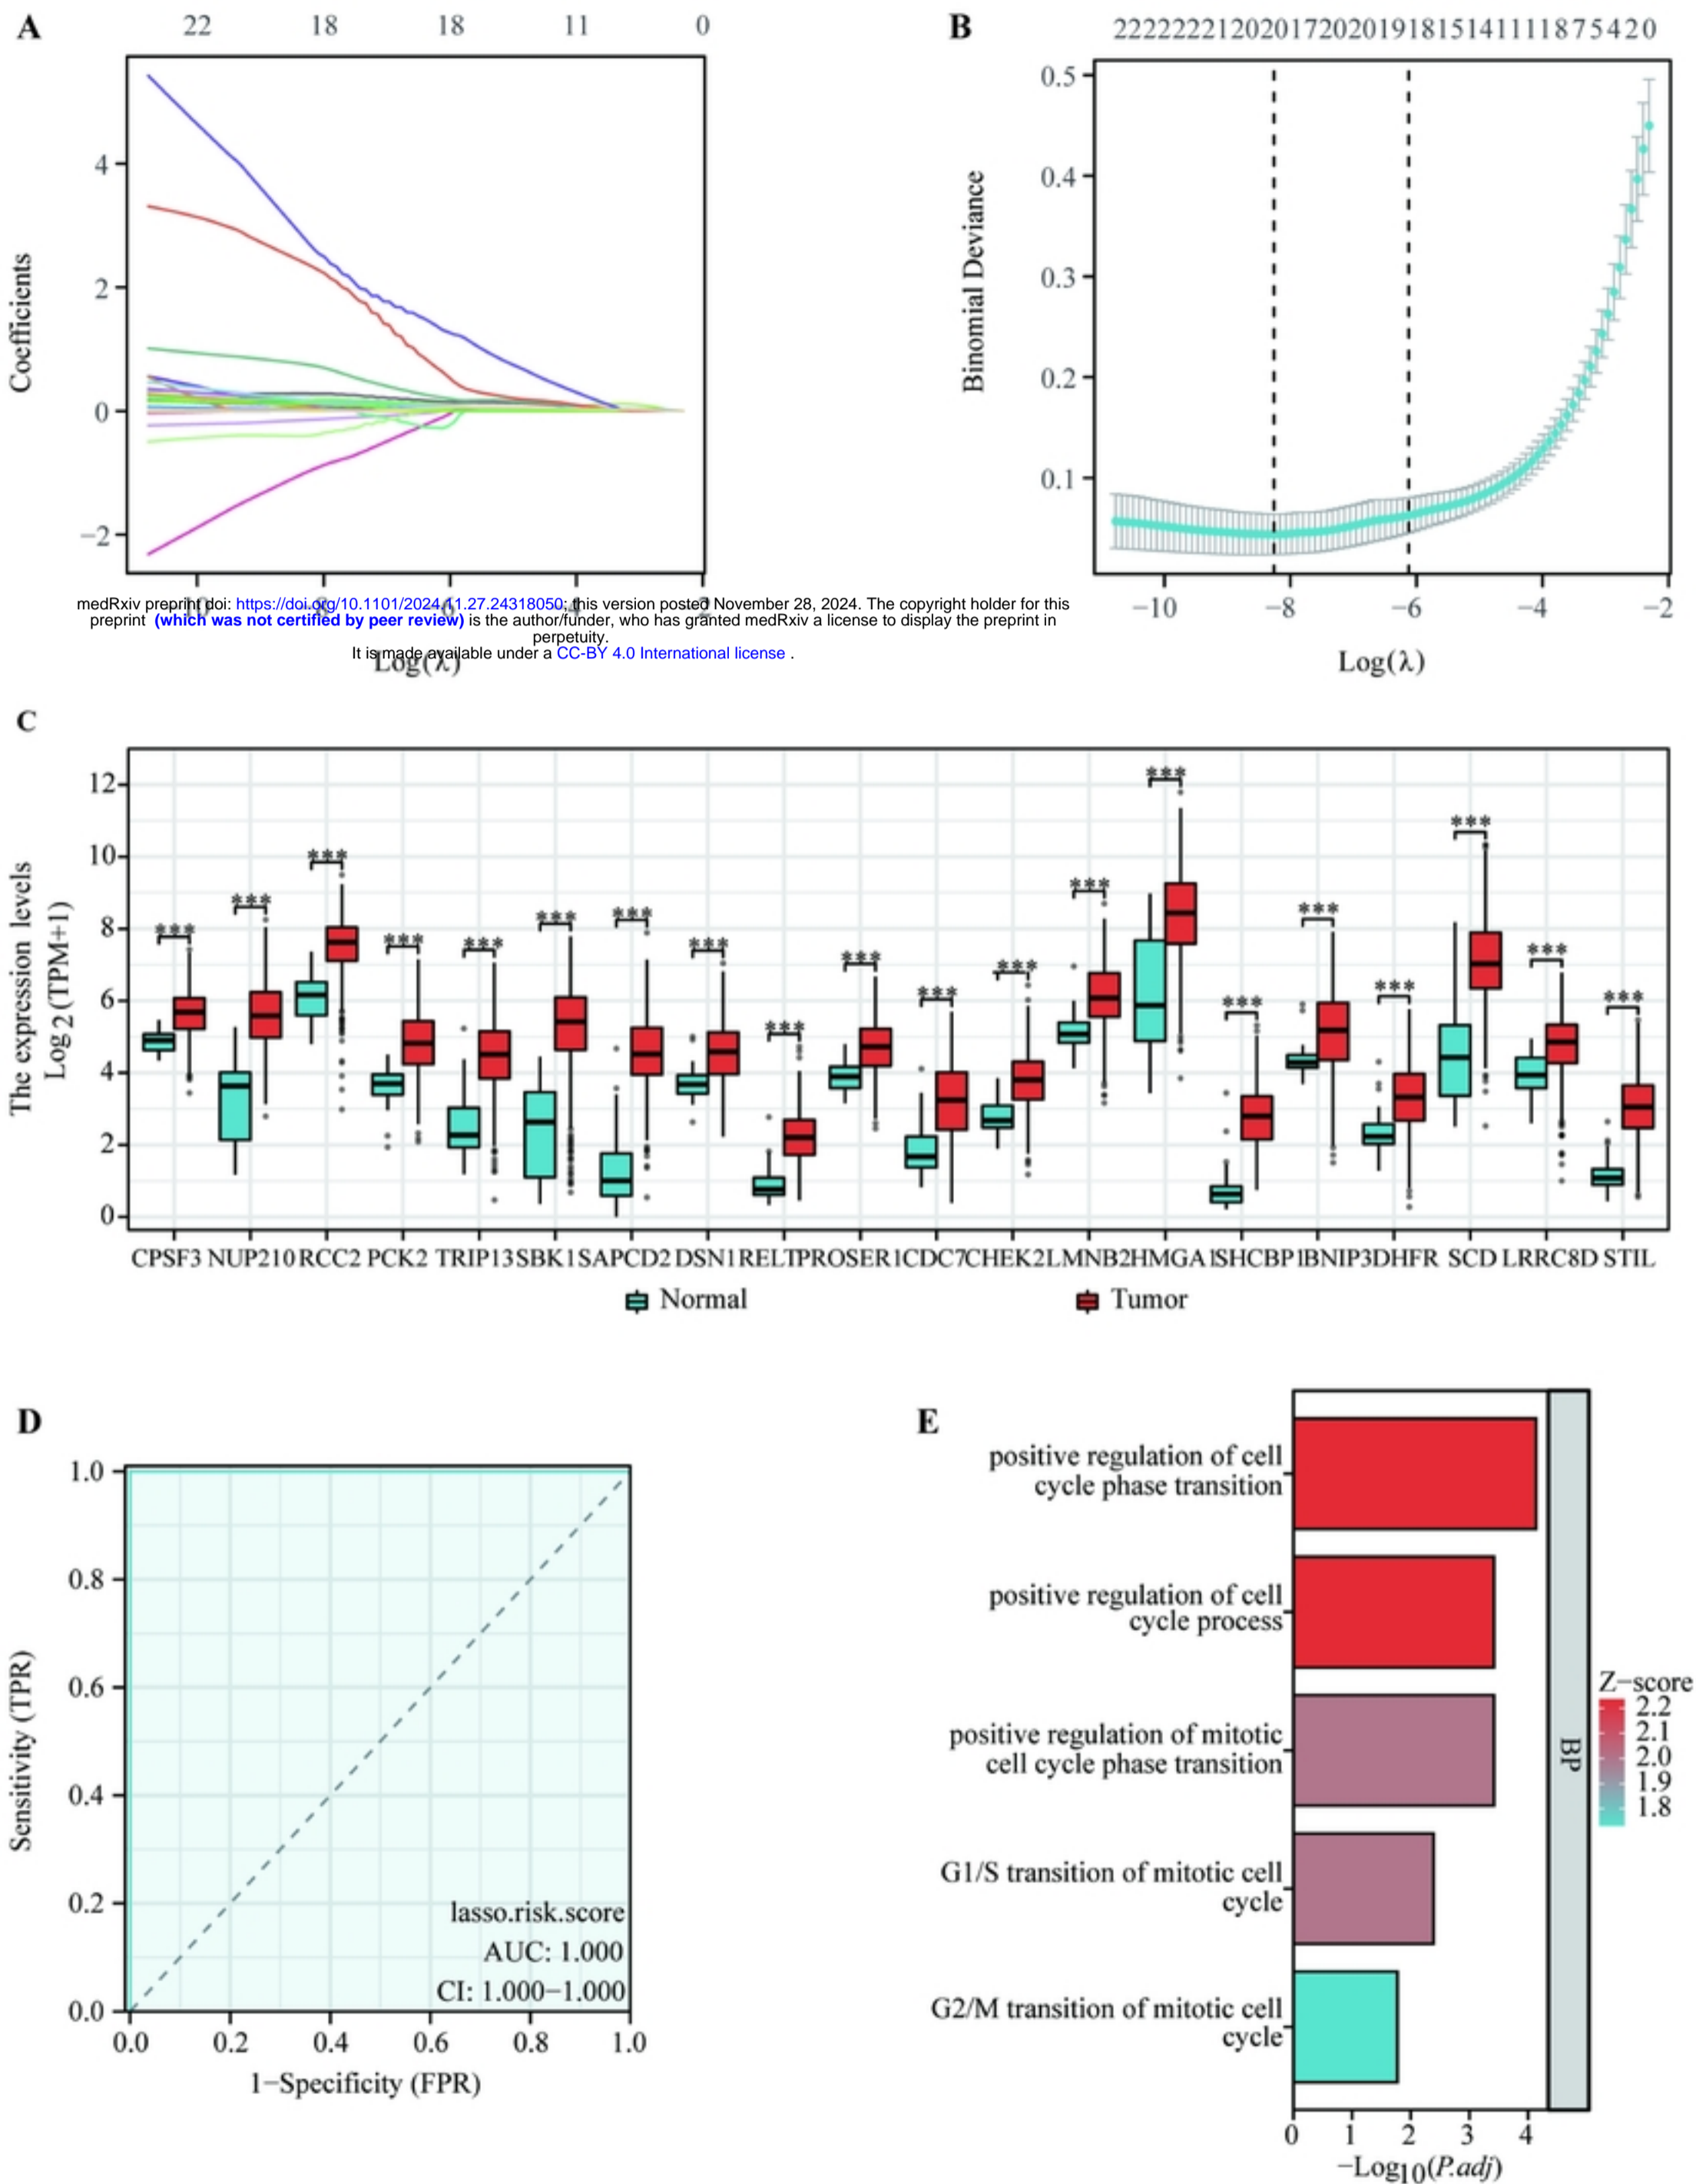 A
22 18 18 11 0
4
2
0
−2
Coefficients
−10 −8 −6 −4 −2
Log(λ)
medRxiv preprint doi: https://doi.org/10.1101/2024.11.27.24318050; this version posted November 28, 2024. The copyright holder for this
preprint (which was not certified by peer review) is the author/funder, who has granted medRxiv a license to display the preprint in
perpetuity.
It is made available under a CC-BY 4.0 International license .
B
2222222221202017202019181514111111875420
0.5
0.4
0.3
0.2
0.1
Binomial Deviance
−10 −8 −6 −4 −2
Log(λ)
C
The expression levels
Log2(TPM+1)
12
10
8
6
4
2
0
*** *** *** *** *** *** *** *** *** *** *** *** *** *** *** *** *** *** *** ***
CPSF3 NUP210 RCC2 PCK2 TRIP13 SBK1 SAPCD2 DSN1 RELT PROSER1 CDC7 CHEK2 LMNB2 HMGA1 SHCBP1 BNIP3 DHFR SCD LRRC8D STIL
Normal Tumor
D
1.0
0.8
0.6
0.4
0.2
0.0
Sensitivity (TPR)
lasso.risk.score
AUC: 1.000
CI: 1.000−1.000
0.0 0.2 0.4 0.6 0.8 1.0
1−Specificity (FPR)
E
positive regulation of cell
cycle phase transition
positive regulation of cell
cycle process
positive regulation of mitotic
cell cycle phase transition
G1/S transition of mitotic cell
cycle
G2/M transition of mitotic cell
cycle
BP
Z−score
2.2
2.1
2.0
1.9
1.8
0 1 2 3 4
−Log10(P.adj)